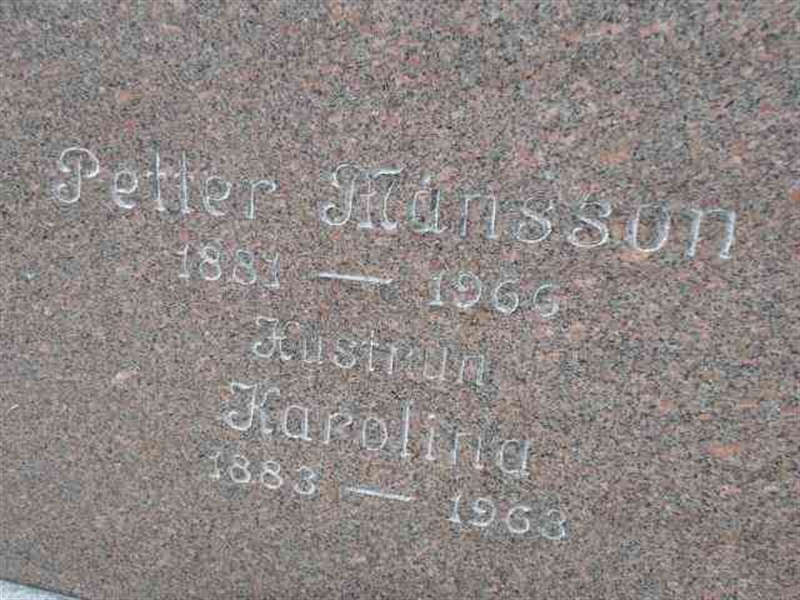 Petter Månsson
1881 — 1966
Hustrun
Karolina
1883 — 1963